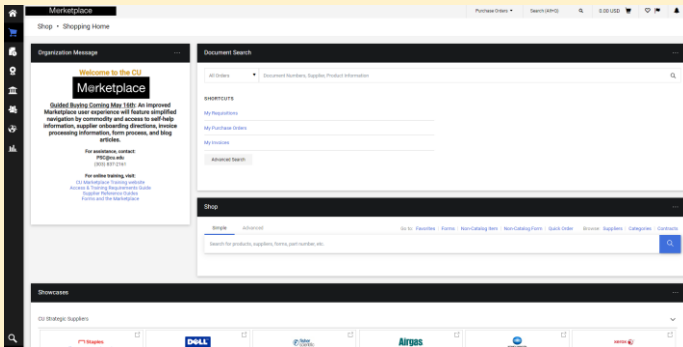 Merketplace
Purchase Orders
Search (Alt+Q)
0.00 USD
Shop • Shopping Home
Organization Message
Welcome to the CU
Merketplace
Guided Buying Coming May 16th: An improved
Marketplace user experience will feature simplified
navigation by commodity and access to self-help
information, supplier onboarding directions, invoice
processing information, form process, and blog
articles.
For assistance, contact:
PSC@cu.edu
For online training, visit:
CU Marketplace Training website
Access & Training Requirements Guide
Supplier Reference Guides
Forms and the Marketplace
Document Search
All Orders
Document Numbers, Supplier, Product Information
SHORTCUTS
My Requisitions
My Purchase Orders
My Invoices
Advanced Search
Shop
Simple
Advanced
Go to: Favorites | Forms | Non-Catalog Item | Non-Catalog Form | Quick Order
Browse: Suppliers | Categories | Contracts
Search for products, suppliers, forms, part number, etc.
Showcases
CU Strategic Suppliers
Staples
DELL
Fisher
Airgas
xerox